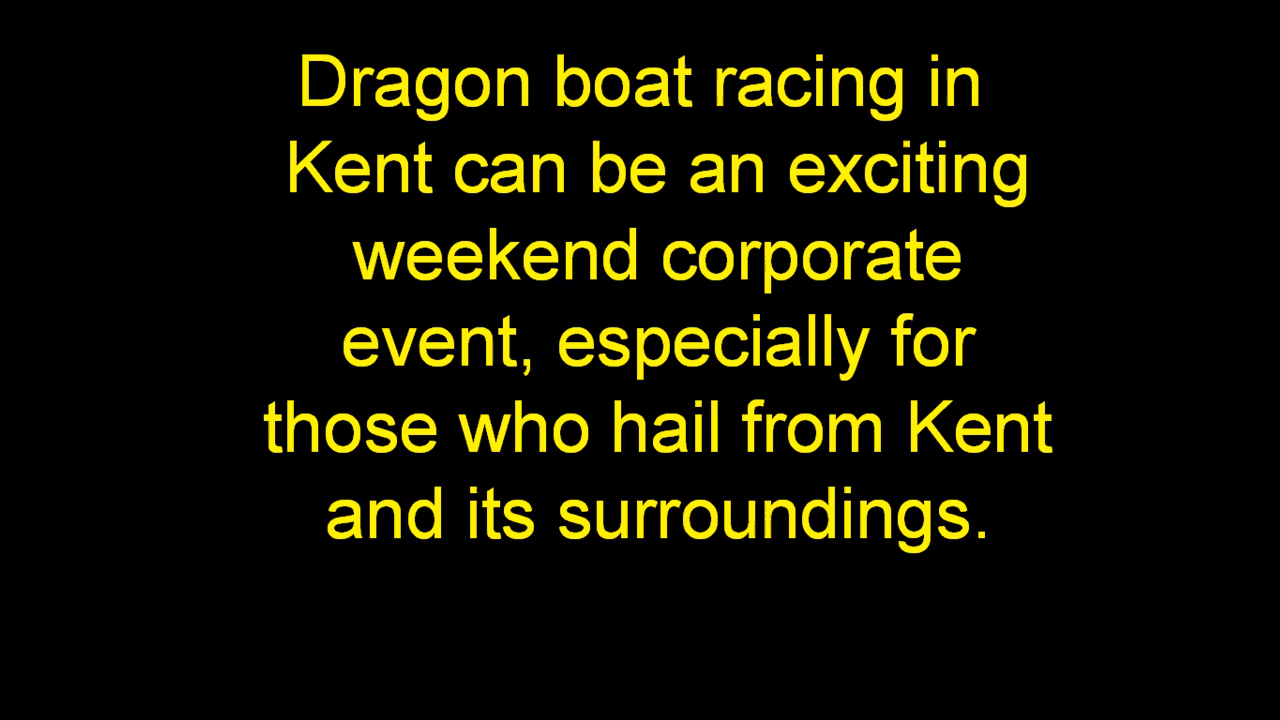 Dragon boat racing in
Kent can be an exciting
weekend corporate
event, especially for
those who hail from Kent
and its surroundings.